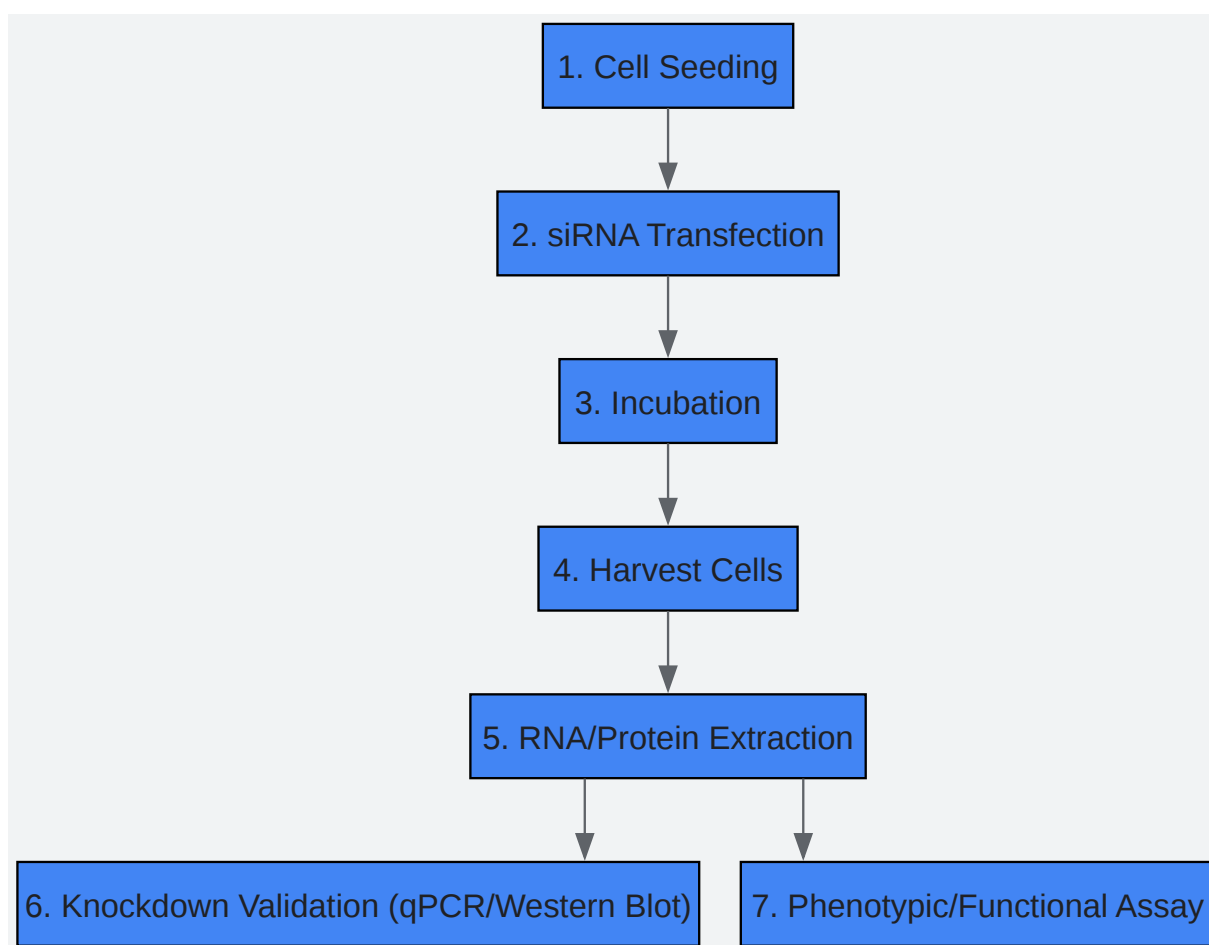 1. Cell Seeding
2. siRNA Transfection
3. Incubation
4. Harvest Cells
5. RNA/Protein Extraction
6. Knockdown Validation (qPCR/Western Blot)
7. Phenotypic/Functional Assay